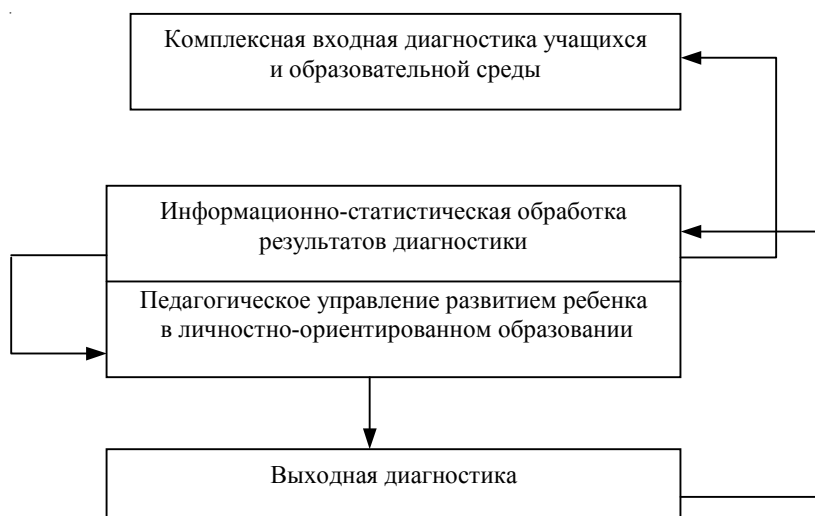 Комплексная входная диагностика учащихся
и образовательной среды
Информационно-статистическая обработка
результатов диагностики
Педагогическое управление развитием ребенка
в личностно-ориентированном образовании
Выходная диагностика